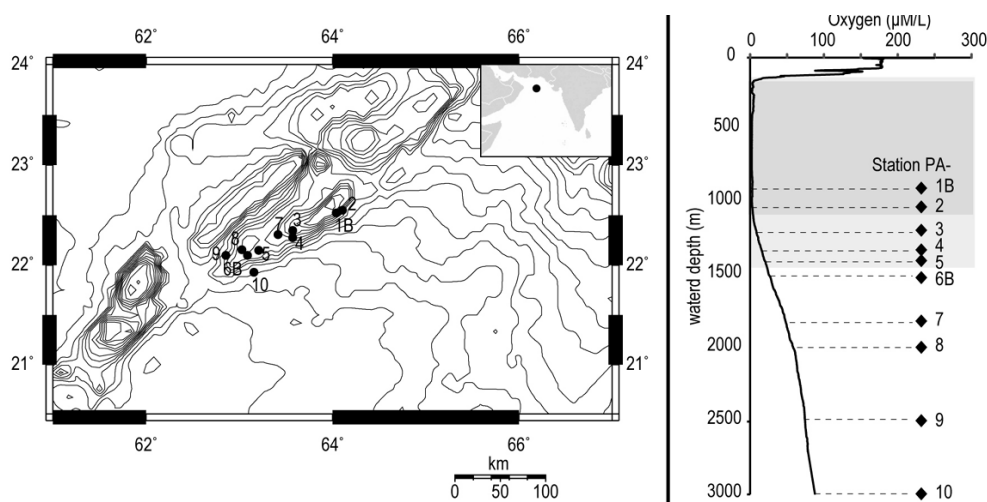 62° 64° 66°
24° 24°
23° 23°
22° 22°
21° 21°
2
1B
3
7
4
8
5
9
6B
10
62° 64° 66°
km
0 50 100
Oxygen (µM/L)
0 100 200 300
0
500
1000
1500
2000
2500
3000
waterd depth (m)
Station PA-
1B
2
3
4
5
6B
7
8
9
10